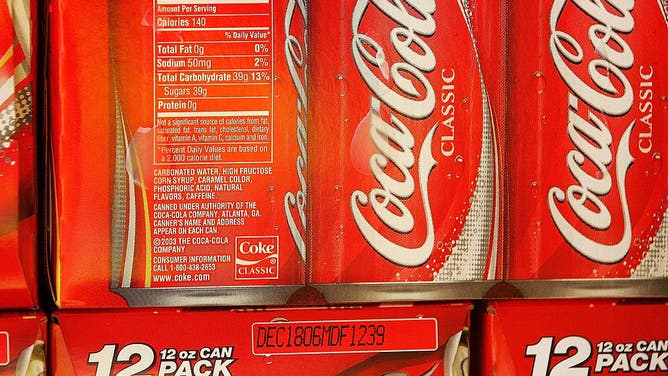 Amount Per Serving
Calories 140
% Daily Value*
Total Fat 0g 0%
Sodium 50mg 2%
Total Carbohydrate 39g 13%
Sugars 39g
Protein 0g
Not a significant source of calories from fat,
saturated fat, trans fat, cholesterol, dietary
fiber, vitamin A, vitamin C, calcium and iron.
*Percent Daily Values are based on
a 2,000 calorie diet.
CARBONATED WATER, HIGH FRUCTOSE
CORN SYRUP, CARAMEL COLOR,
PHOSPHORIC ACID, NATURAL
FLAVORS, CAFFEINE.
CANNED UNDER AUTHORITY OF THE
COCA-COLA COMPANY, ATLANTA, GA.
CANNER'S NAME AND ADDRESS
APPEAR ON EACH CAN.
© 2003 THE COCA-COLA
COMPANY
CONSUMER INFORMATION
CALL 1-800-438-2653
www.coke.com
Coke
CLASSIC
Coca-Cola
CLASSIC
Coca-Cola
CLASSIC
DEC1806MDF1239
12 12 OZ CAN
PACK
12 12 OZ CAN
PACK